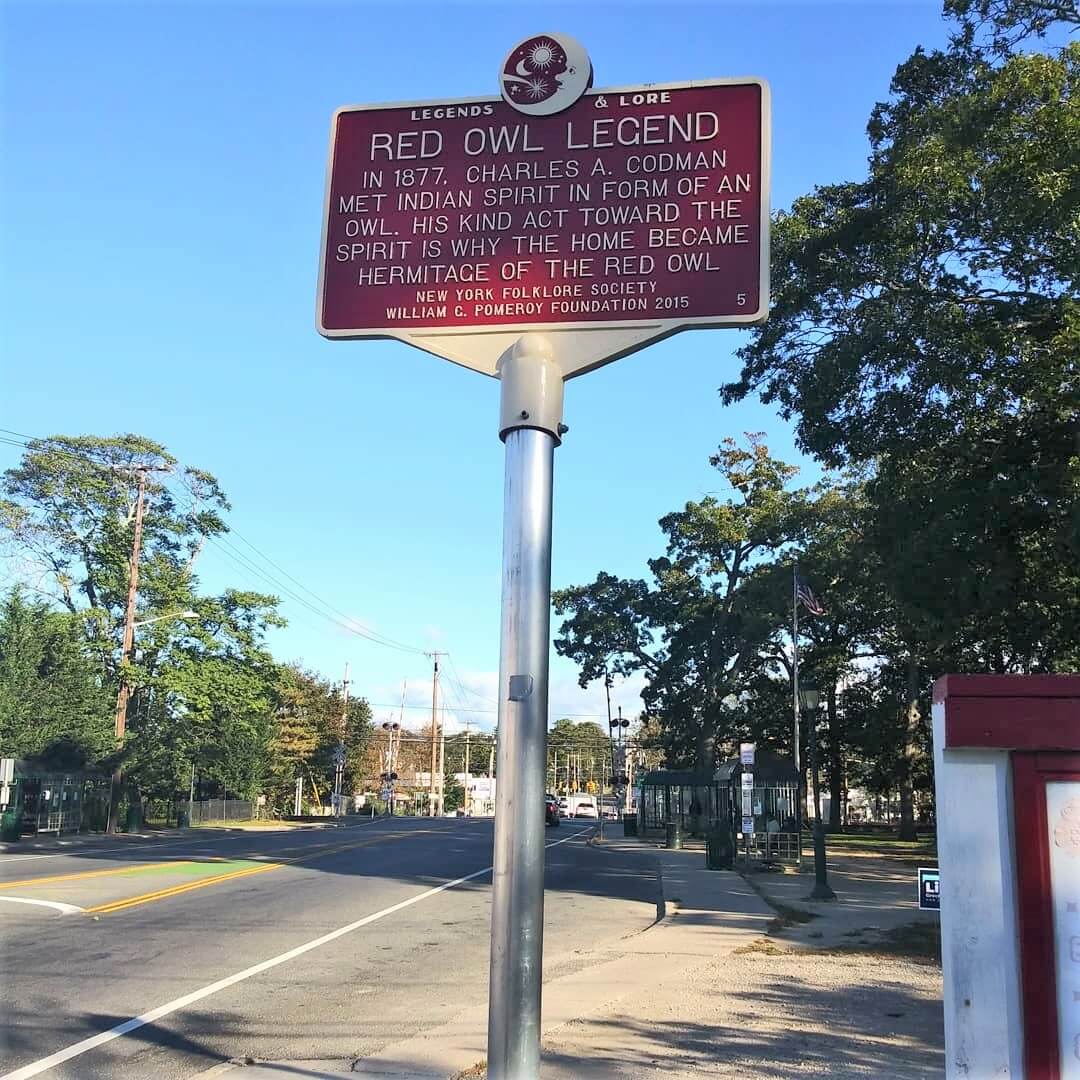 LEGENDS & LORE
RED OWL LEGEND
IN 1877, CHARLES A. CODMAN
MET INDIAN SPIRIT IN FORM OF AN
OWL. HIS KIND ACT TOWARD THE
SPIRIT IS WHY THE HOME BECAME
HERMITAGE OF THE RED OWL
NEW YORK FOLKLORE SOCIETY
WILLIAM G. POMEROY FOUNDATION 2015 5